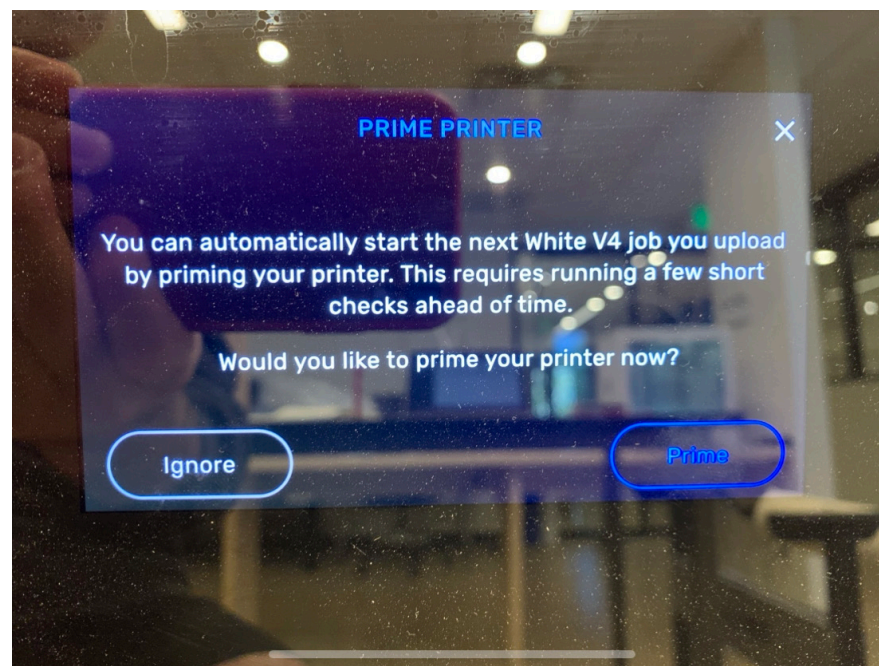 PRIME PRINTER
You can automatically start the next White V4 job you upload
by priming your printer. This requires running a few short
checks ahead of time.
Would you like to prime your printer now?
Ignore
Prime